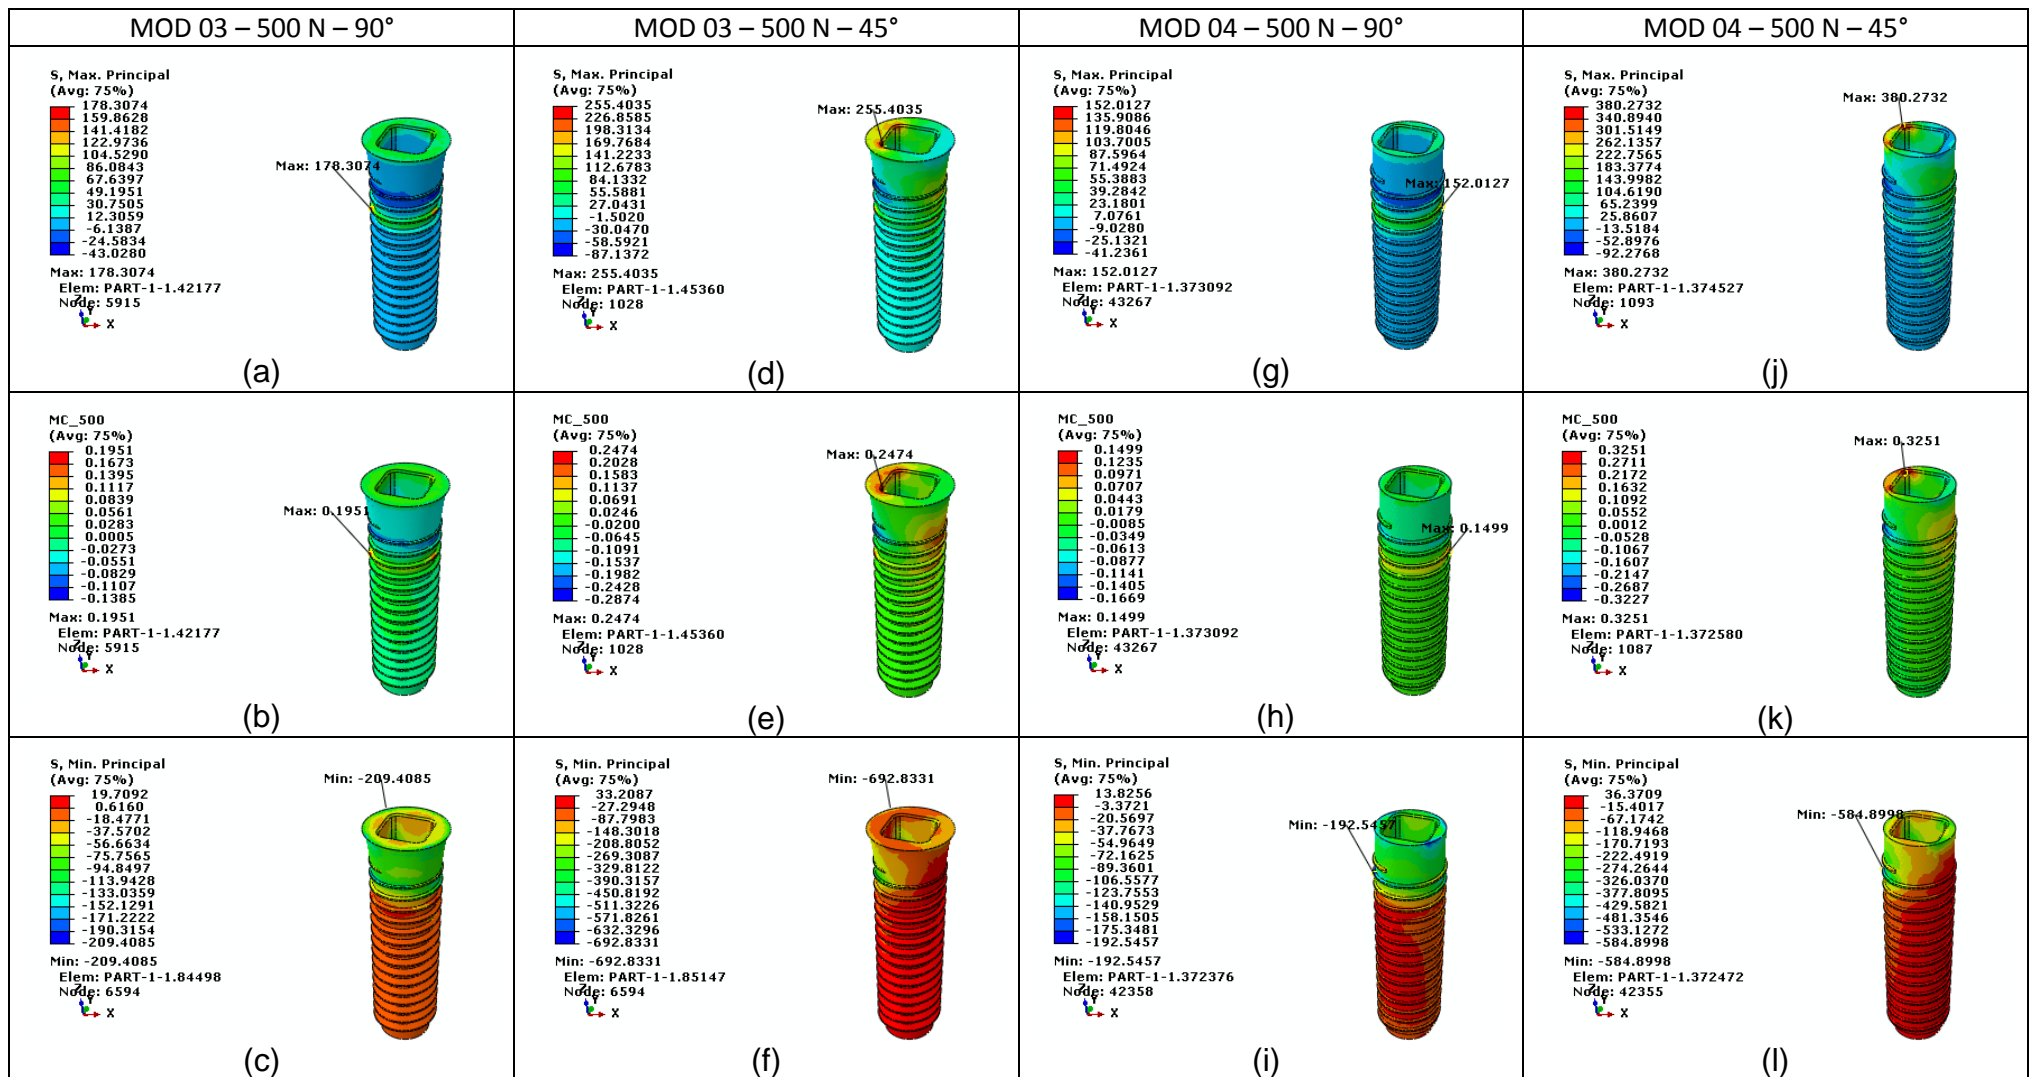 MOD 03 – 500 N – 90°
MOD 03 – 500 N – 45°
MOD 04 – 500 N – 90°
MOD 04 – 500 N – 45°
S, Max. Principal
(Avg: 75%)
178.3074
159.8628
141.4182
122.9736
104.5290
86.0843
67.6397
49.1951
30.7505
12.3059
-6.1387
-24.5834
-43.0280
Max: 178.3074
Elem: PART-1-1.42177
Node: 5915
Z Y
X
Max: 178.3074
(a)
S, Max. Principal
(Avg: 75%)
255.4035
226.8585
198.3134
169.7684
141.2233
112.6783
84.1332
55.5881
27.0431
-1.5020
-30.0470
-58.5921
-87.1372
Max: 255.4035
Elem: PART-1-1.45360
Node: 1028
Z Y
X
Max: 255.4035
(d)
S, Max. Principal
(Avg: 75%)
152.0127
135.9086
119.8046
103.7005
87.5964
71.4924
55.3883
39.2842
23.1801
7.0761
-9.0280
-25.1321
-41.2361
Max: 152.0127
Elem: PART-1-1.373092
Node: 43267
Z Y
X
Max: 152.0127
(g)
S, Max. Principal
(Avg: 75%)
380.2732
340.8940
301.5149
262.1357
222.7565
183.3774
143.9982
104.6190
65.2399
25.8607
-13.5184
-52.8976
-92.2768
Max: 380.2732
Elem: PART-1-1.374527
Node: 1093
Z Y
X
Max: 380.2732
(j)
MC_500
(Avg: 75%)
0.1951
0.1673
0.1395
0.1117
0.0839
0.0561
0.0283
0.0005
-0.0273
-0.0551
-0.0829
-0.1107
-0.1385
Max: 0.1951
Elem: PART-1-1.42177
Node: 5915
Z Y
X
Max: 0.1951
(b)
MC_500
(Avg: 75%)
0.2474
0.2028
0.1583
0.1137
0.0691
0.0246
-0.0200
-0.0645
-0.1091
-0.1537
-0.1982
-0.2428
-0.2874
Max: 0.2474
Elem: PART-1-1.45360
Node: 1028
Z Y
X
Max: 0.2474
(e)
MC_500
(Avg: 75%)
0.1499
0.1235
0.0971
0.0707
0.0443
0.0179
-0.0085
-0.0349
-0.0613
-0.0877
-0.1141
-0.1405
-0.1669
Max: 0.1499
Elem: PART-1-1.373092
Node: 43267
Z Y
X
Max: 0.1499
(h)
MC_500
(Avg: 75%)
0.3251
0.2711
0.2172
0.1632
0.1092
0.0552
0.0012
-0.0528
-0.1067
-0.1607
-0.2147
-0.2687
-0.3227
Max: 0.3251
Elem: PART-1-1.372580
Node: 1087
Z Y
X
Max: 0.3251
(k)
S, Min. Principal
(Avg: 75%)
19.7092
0.6160
-18.4771
-37.5702
-56.6634
-75.7565
-94.8497
-113.9428
-133.0359
-152.1291
-171.2222
-190.3154
-209.4085
Min: -209.4085
Elem: PART-1-1.84498
Node: 6594
Z Y
X
Min: -209.4085
(c)
S, Min. Principal
(Avg: 75%)
33.2087
-27.2948
-87.7983
-148.3018
-208.8052
-269.3087
-329.8122
-390.3157
-450.8192
-511.3226
-571.8261
-632.3296
-692.8331
Min: -692.8331
Elem: PART-1-1.85147
Node: 6594
Z Y
X
Min: -692.8331
(f)
S, Min. Principal
(Avg: 75%)
13.8256
-3.3721
-20.5697
-37.7673
-54.9649
-72.1625
-89.3601
-106.5577
-123.7553
-140.9529
-158.1505
-175.3481
-192.5457
Min: -192.5457
Elem: PART-1-1.372376
Node: 42358
Z Y
X
Min: -192.5457
(i)
S, Min. Principal
(Avg: 75%)
36.3709
-15.4017
-67.1742
-118.9468
-170.7193
-222.4919
-274.2644
-326.0370
-377.8095
-429.5821
-481.3546
-533.1272
-584.8998
Min: -584.8998
Elem: PART-1-1.372472
Node: 42355
Z Y
X
Min: -584.8998
(l)